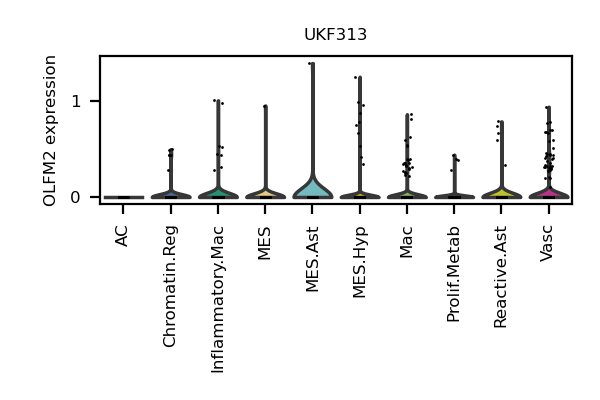 UKF313
OLFM2 expression
1
0
AC
Chromatin.Reg
Inflammatory.Mac
MES
MES.Ast
MES.Hyp
Mac
Prolif.Metab
Reactive.Ast
Vasc